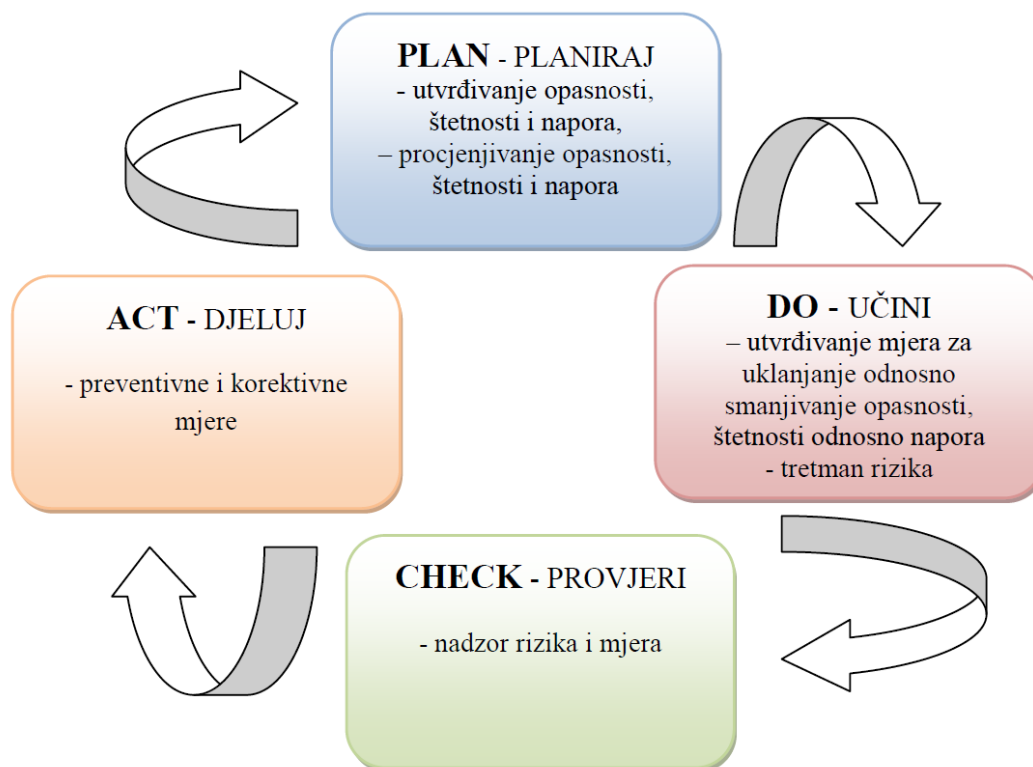 PLAN - PLANIRAJ
- utvrđivanje opasnosti,
štetnosti i napora,
– procjenjivanje opasnosti,
štetnosti i napora
DO - UČINI
– utvrđivanje mjera za
uklanjanje odnosno
smanjivanje opasnosti,
štetnosti odnosno napora
- tretman rizika
CHECK - PROVJERI
- nadzor rizika i mjera
ACT - DJELUJ
- preventivne i korektivne
mjere